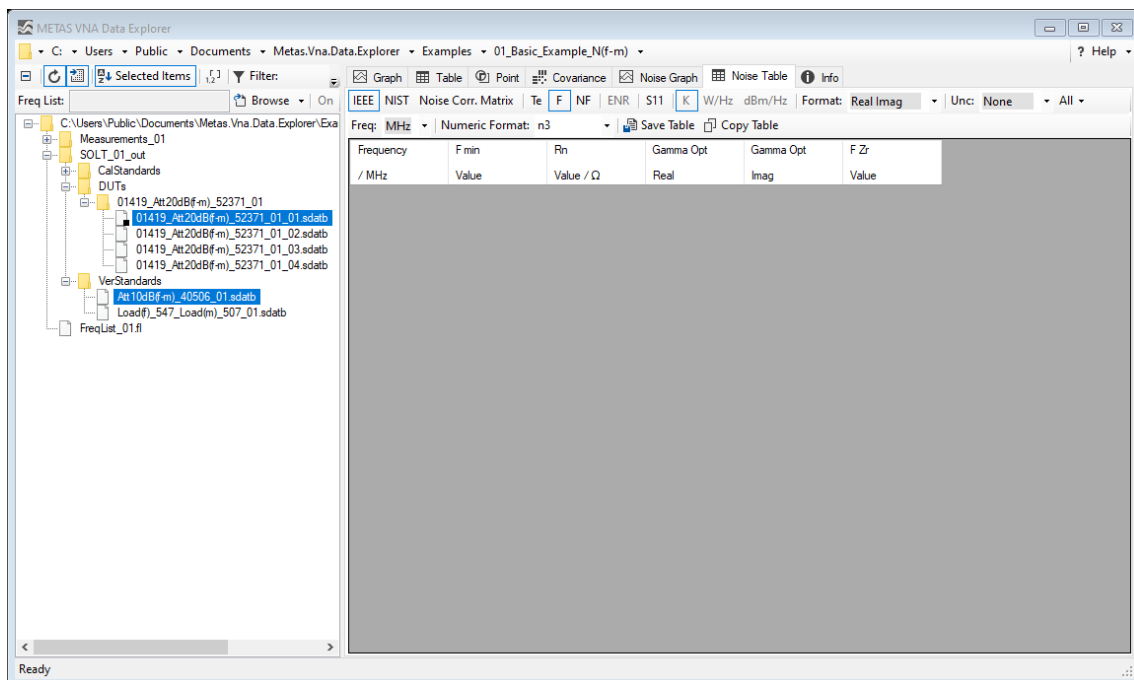 METAS VNA Data Explorer
C: Users Public Documents Metas.Vna.Data.Explorer Examples 01_Basic_Example_N(f-m) ? Help
Selected Items Filter: Graph Table Point Covariance Noise Graph Noise Table Info
Freq List: Browse On IEEE NIST Noise Corr. Matrix Te F NF ENR S11 K W/Hz dBm/Hz Format: Real Imag Unc: None All
Freq: MHz Numeric Format: n3 Save Table Copy Table
C:\Users\Public\Documents\Metas.Vna.Data.Explorer\Exa
Measurements_01
SOLT_01_out
CalStandards
DUTs
01419_Att20dB(f-m)_52371_01
01419_Att20dB(f-m)_52371_01_01.sdatb
01419_Att20dB(f-m)_52371_01_02.sdatb
01419_Att20dB(f-m)_52371_01_03.sdatb
01419_Att20dB(f-m)_52371_01_04.sdatb
VerStandards
Att10dB(f-m)_40506_01.sdatb
Load(f)_547_Load(m)_507_01.sdatb
FreqList_01.fl
Frequency F min Rn Gamma Opt Gamma Opt F Zr
/ MHz Value Value / Ω Real Imag Value
Ready